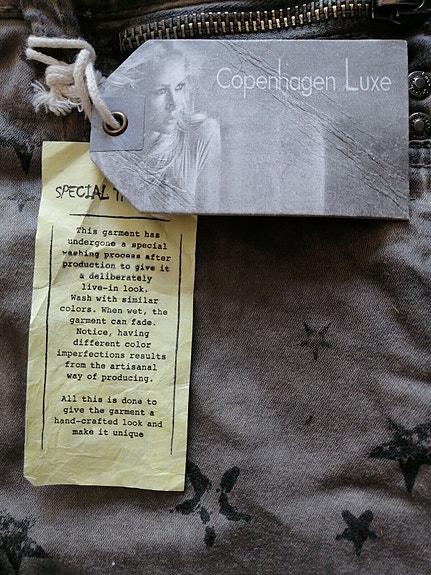 Copenhagen Luxe
SPECIAL
This garment has
undergone a special
washing process after
production to give it
a deliberately
live-in look.
Wash with similar
colors. When wet, the
garment can fade.
Notice, having
different color
imperfections results
from the artisanal
way of producing.
All this is done to
give the garment a
hand-crafted look and
make it unique